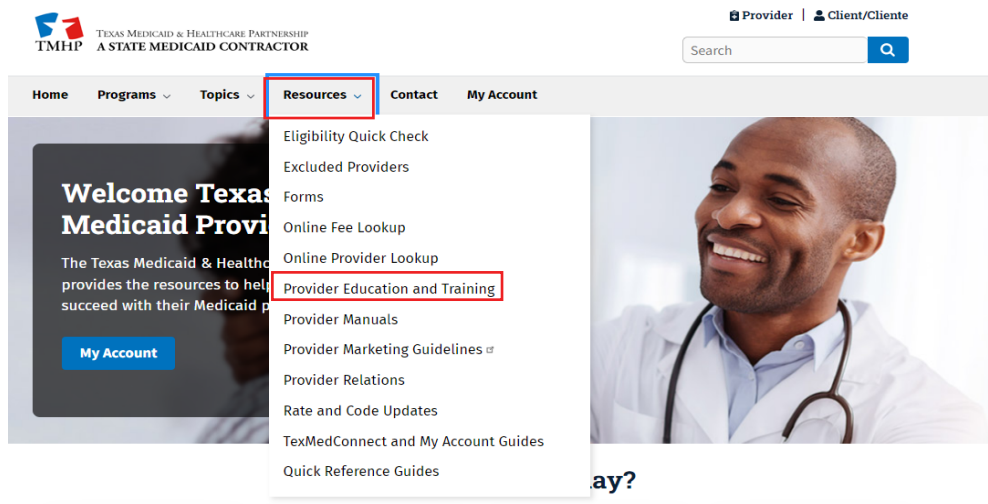 Provider | Client/Cliente
TMHP
TEXAS MEDICAID & HEALTHCARE PARTNERSHIP
A STATE MEDICAID CONTRACTOR
Search
Home Programs Topics Resources Contact My Account
Eligibility Quick Check
Excluded Providers
Forms
Online Fee Lookup
Online Provider Lookup
Provider Education and Training
Provider Manuals
Provider Marketing Guidelines
Provider Relations
Rate and Code Updates
TexMedConnect and My Account Guides
Quick Reference Guides
Welcome Texas
Medicaid Provi
The Texas Medicaid & Healthc
provides the resources to hel
succeed with their Medicaid p
My Account
ay?